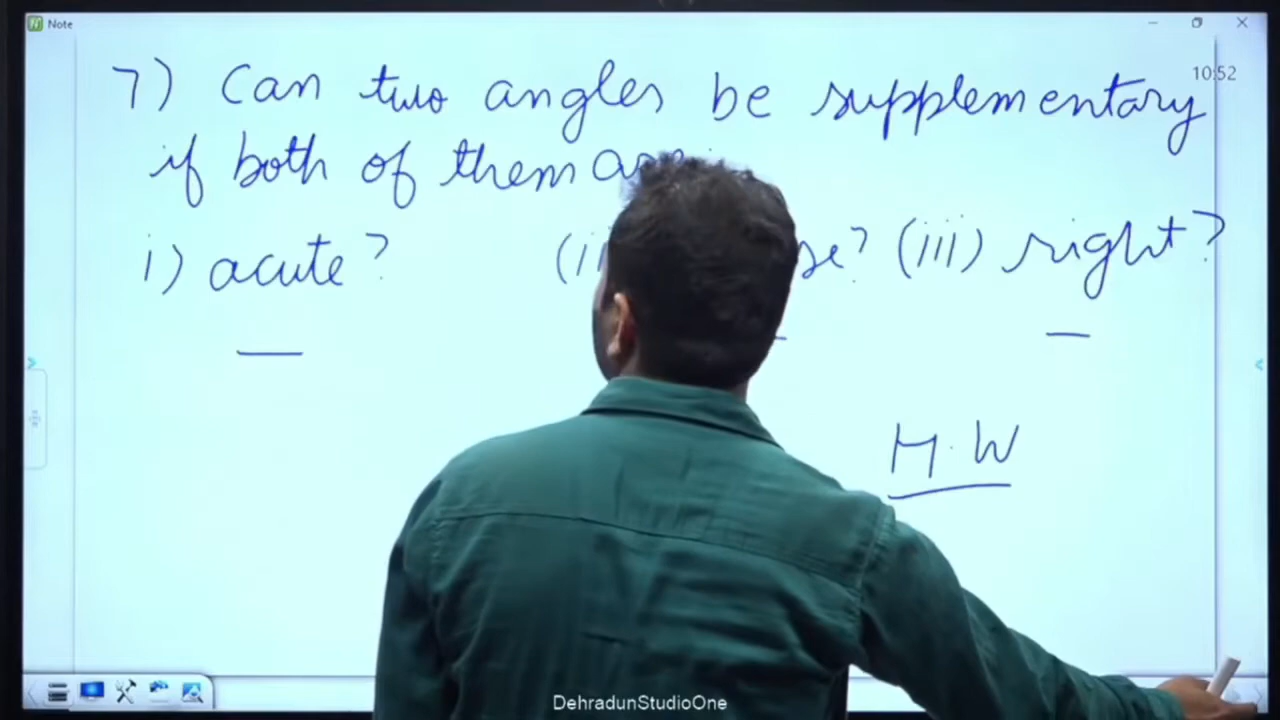 Note
10:52
7) Can two angles be supplementary
if both of them
i) acute? (iii) right?
H.W
DehradunStudioOne